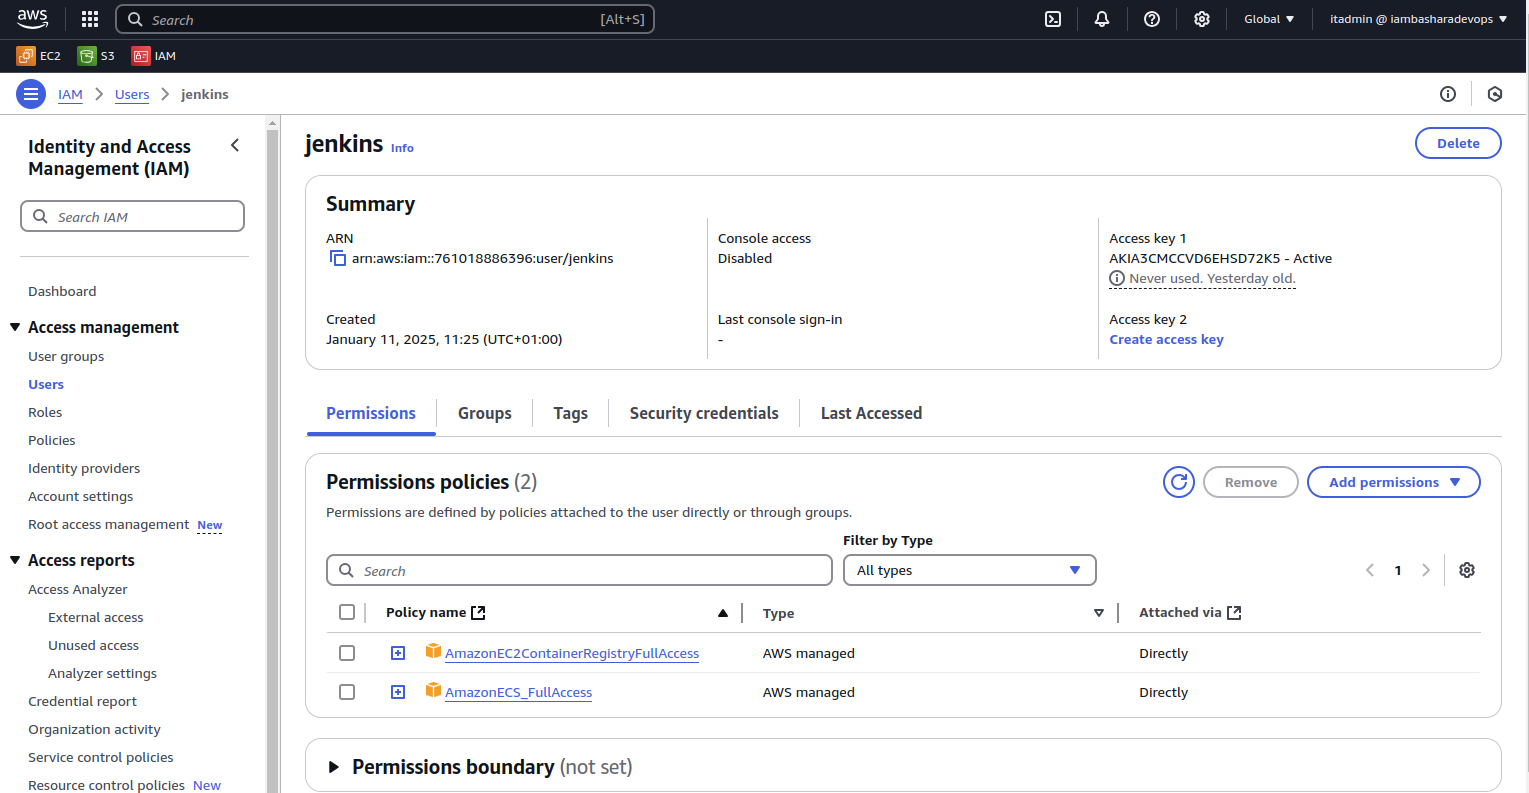 aws
Search [Alt+S]
Global
itadmin @ iambasharadevops
EC2 S3 IAM
IAM Users jenkins
Identity and Access
Management (IAM)
Search IAM
Dashboard
Access management
User groups
Users
Roles
Policies
Identity providers
Account settings
Root access management New
Access reports
Access Analyzer
External access
Unused access
Analyzer settings
Credential report
Organization activity
Service control policies
Resource control policies New
jenkins Info
Delete
Summary
ARN
arn:aws:iam::761018886396:user/jenkins
Created
January 11, 2025, 11:25 (UTC+01:00)
Console access
Disabled
Last console sign-in
-
Access key 1
AKIA3CMCCVD6EHSD72K5 - Active
Never used. Yesterday old.
Access key 2
Create access key
Permissions Groups Tags Security credentials Last Accessed
Permissions policies (2)
Remove
Add permissions
Permissions are defined by policies attached to the user directly or through groups.
Filter by Type
Search
All types
1
Policy name Type Attached via
AmazonEC2ContainerRegistryFullAccess AWS managed Directly
AmazonECS_FullAccess AWS managed Directly
Permissions boundary (not set)